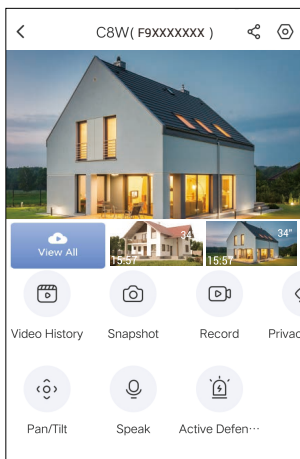 C8W( F9XXXXXXX )
View All
15:57 34"
15:57 34"
Video History Snapshot Record Privac
Pan/Tilt Speak Active Defen···